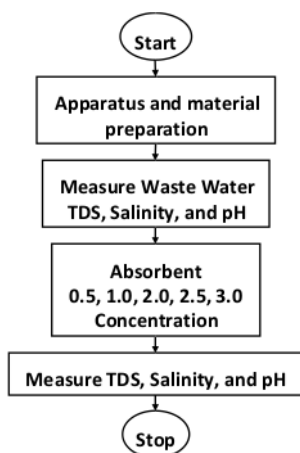 Start
Apparatus and material
preparation
Measure Waste Water
TDS, Salinity, and pH
Absorbent
0.5, 1.0, 2.0, 2.5, 3.0
Concentration
Measure TDS, Salinity, and pH
Stop